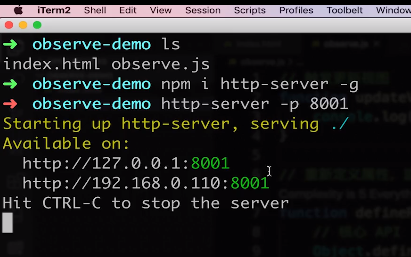 iTerm2 Shell Edit View Session Scripts Profiles Toolbelt Window
→ observe-demo ls
index.html observe.js
→ observe-demo npm i http-server -g
→ observe-demo http-server -p 8001
Starting up http-server, serving ./
Available on:
http://127.0.0.1:8001
http://192.168.0.110:8001
Hit CTRL-C to stop the server